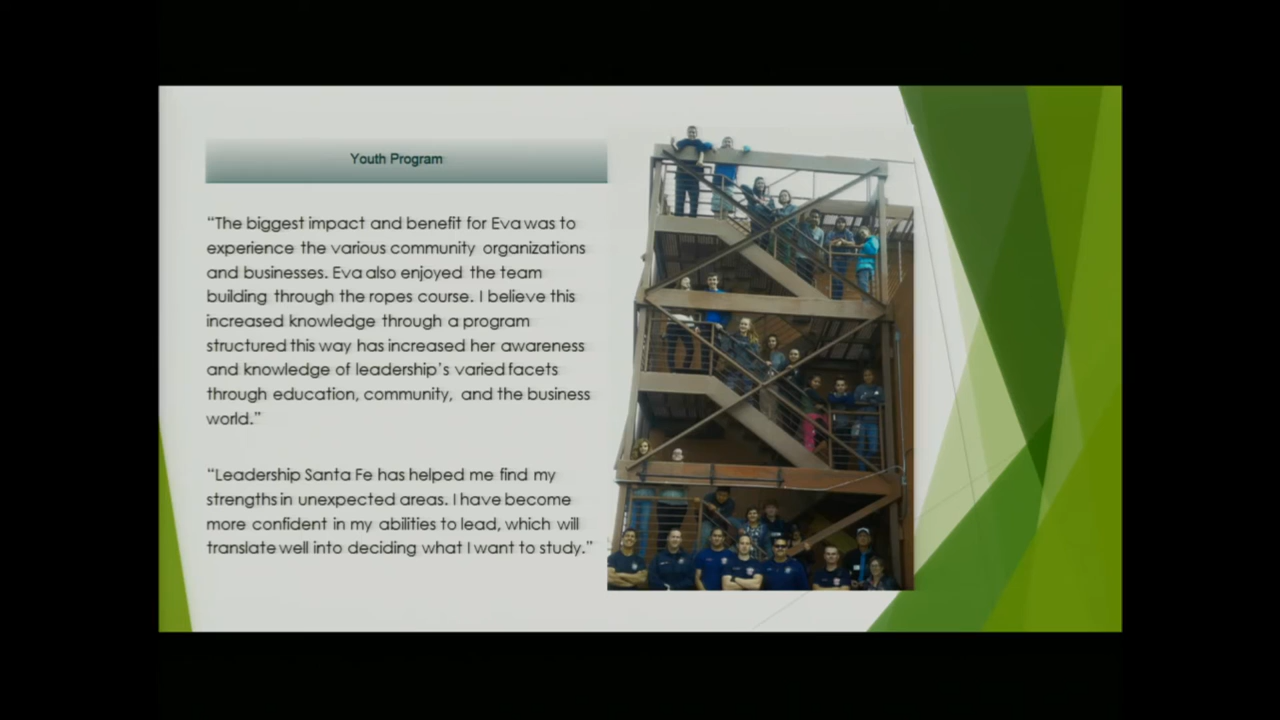 Youth Program
“The biggest impact and benefit for Eva was to
experience the various community organizations
and businesses. Eva also enjoyed the team
building through the ropes course. I believe this
increased knowledge through a program
structured this way has increased her awareness
and knowledge of leadership’s varied facets
through education, community, and the business
world.”
“Leadership Santa Fe has helped me find my
strengths in unexpected areas. I have become
more confident in my abilities to lead, which will
translate well into deciding what I want to study.”